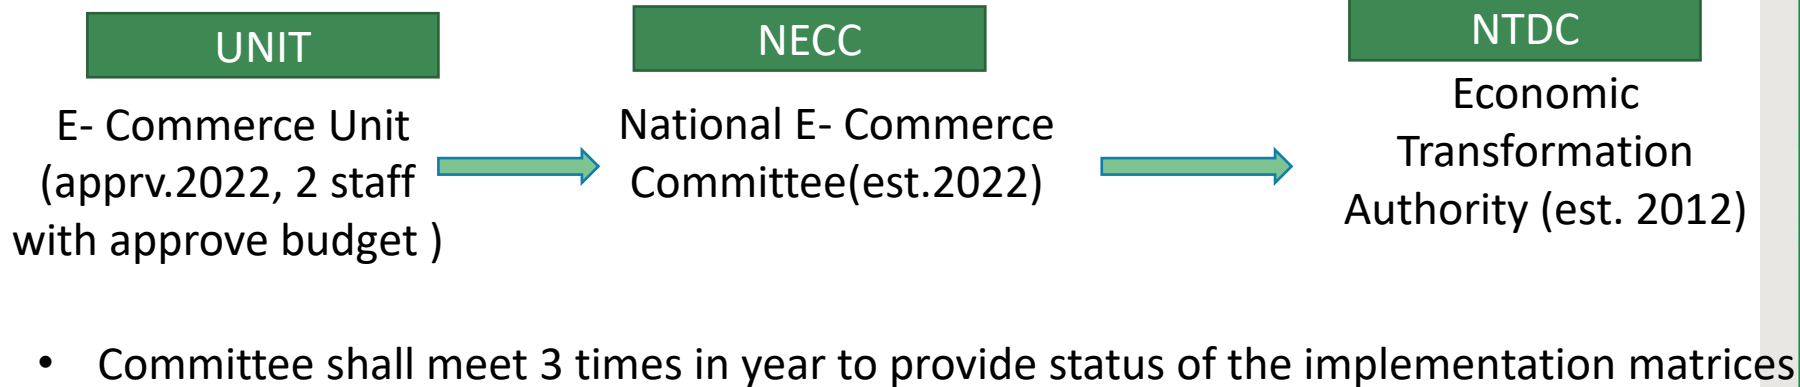 UNIT
E- Commerce Unit
(apprv.2022, 2 staff
with approve budget )
NECC
National E- Commerce
Committee(est.2022)
NTDC
Economic
Transformation
Authority (est. 2012)
• Committee shall meet 3 times in year to provide status of the implementation matrices